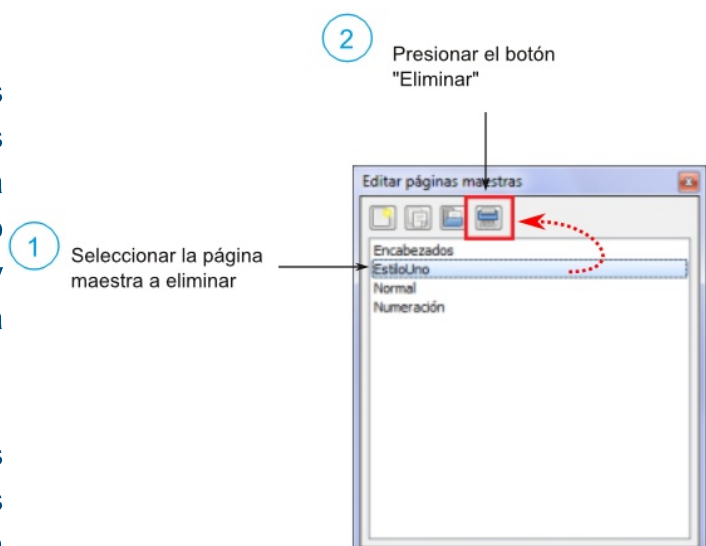 2
Presionar el botón
"Eliminar"
1
Seleccionar la página
maestra a eliminar
Editar páginas maestras
Encabezados
EstiloUno
Normal
Numeración